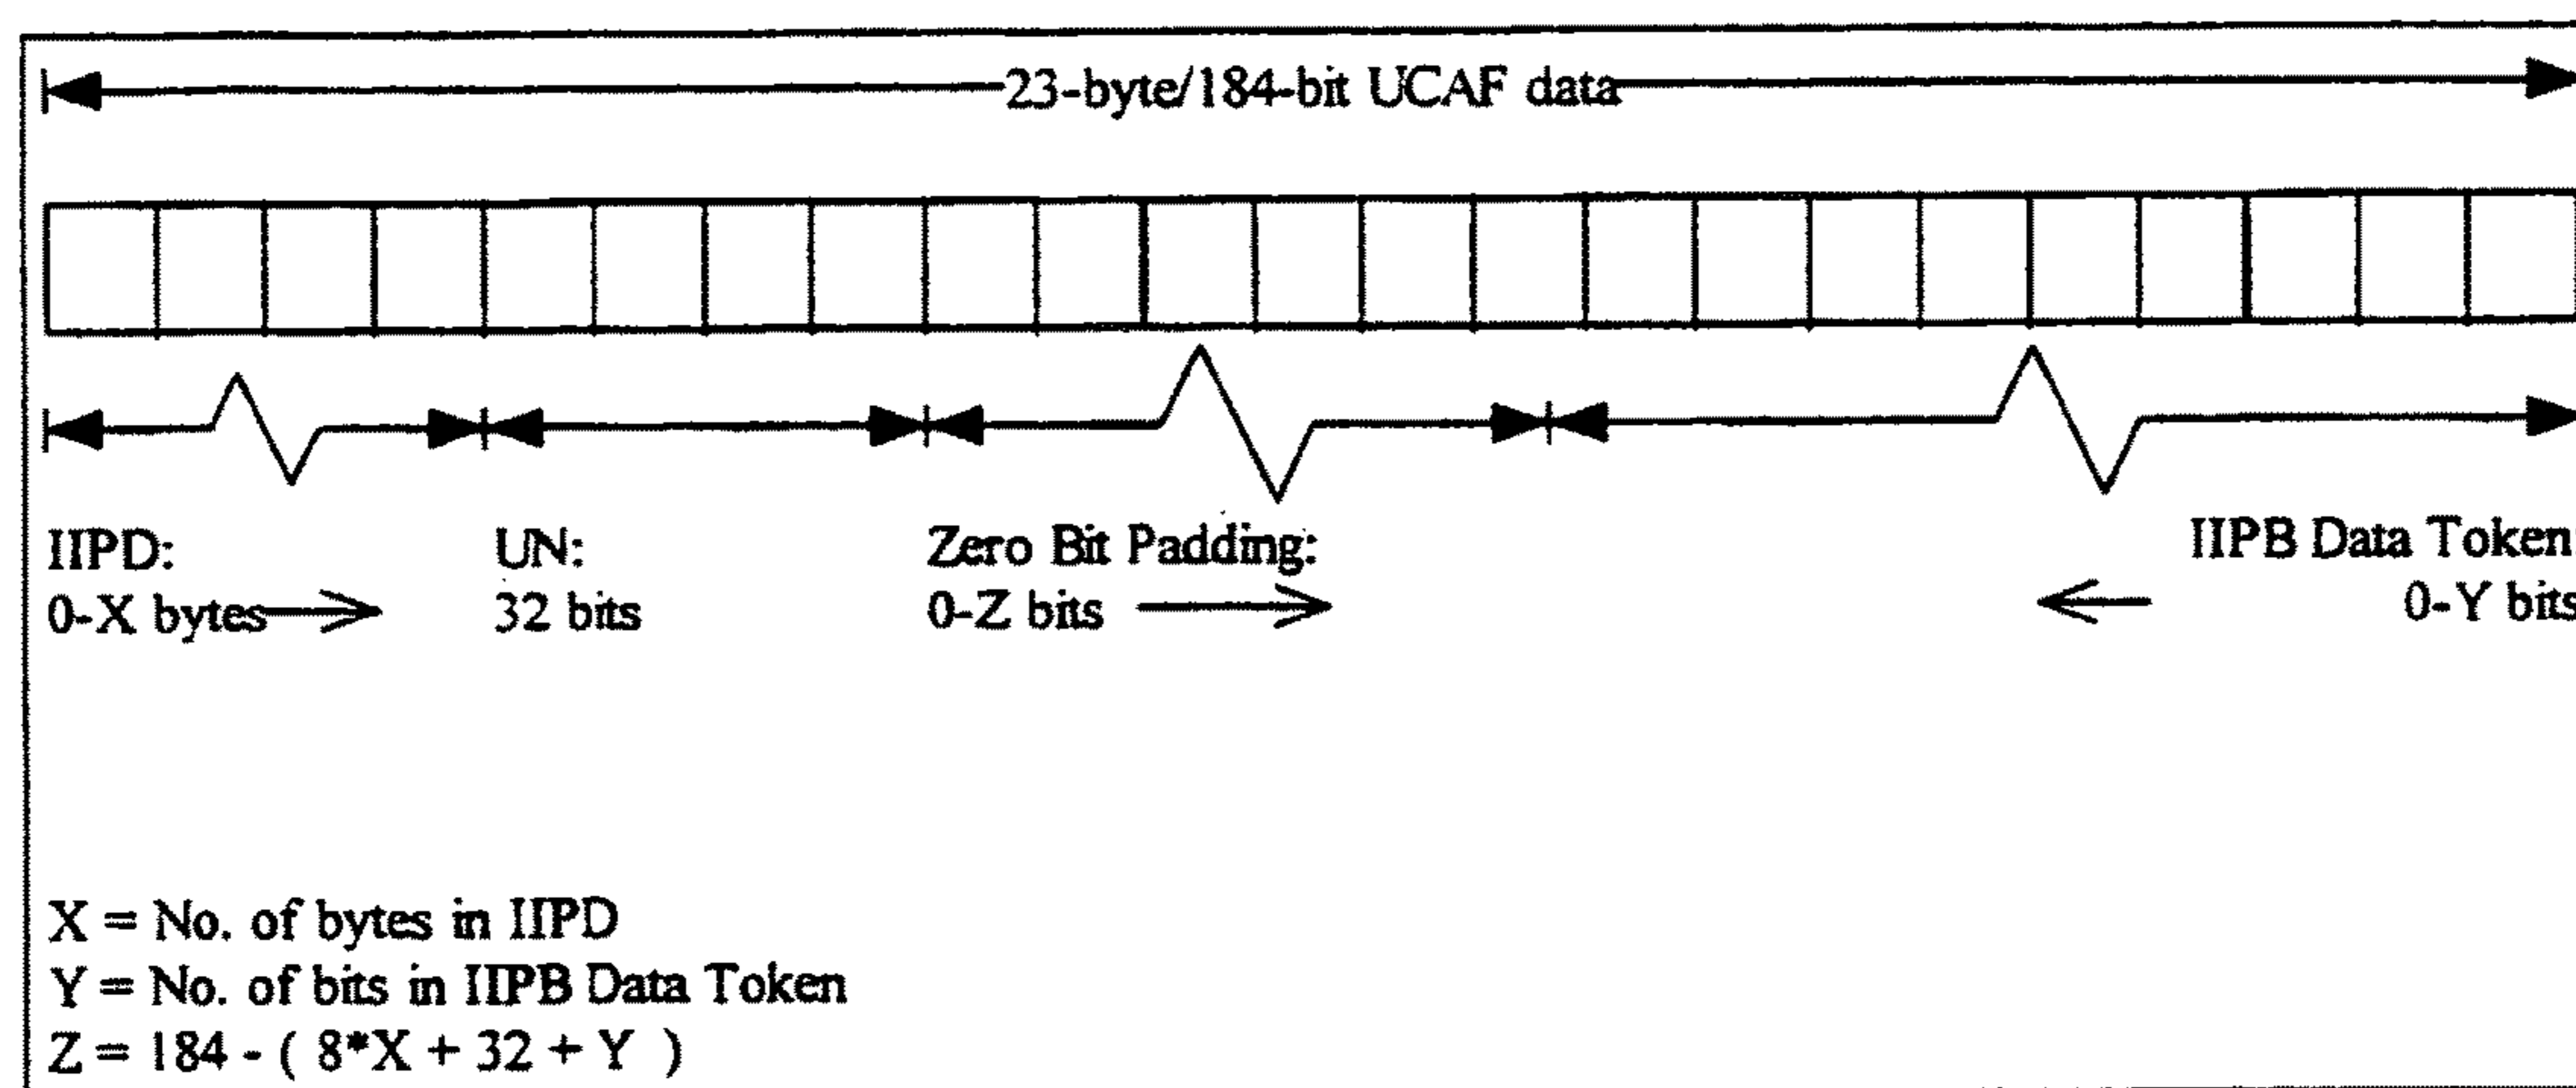 23-byte/184-bit UCAF data
IIPD:
0-X bytes
UN:
32 bits
Zero Bit Padding:
0-Z bits
IIPB Data Token:
0-Y bits
X = No. of bytes in IIPD
Y = No. of bits in IIPB Data Token
Z = 184 - ( 8*X + 32 + Y )